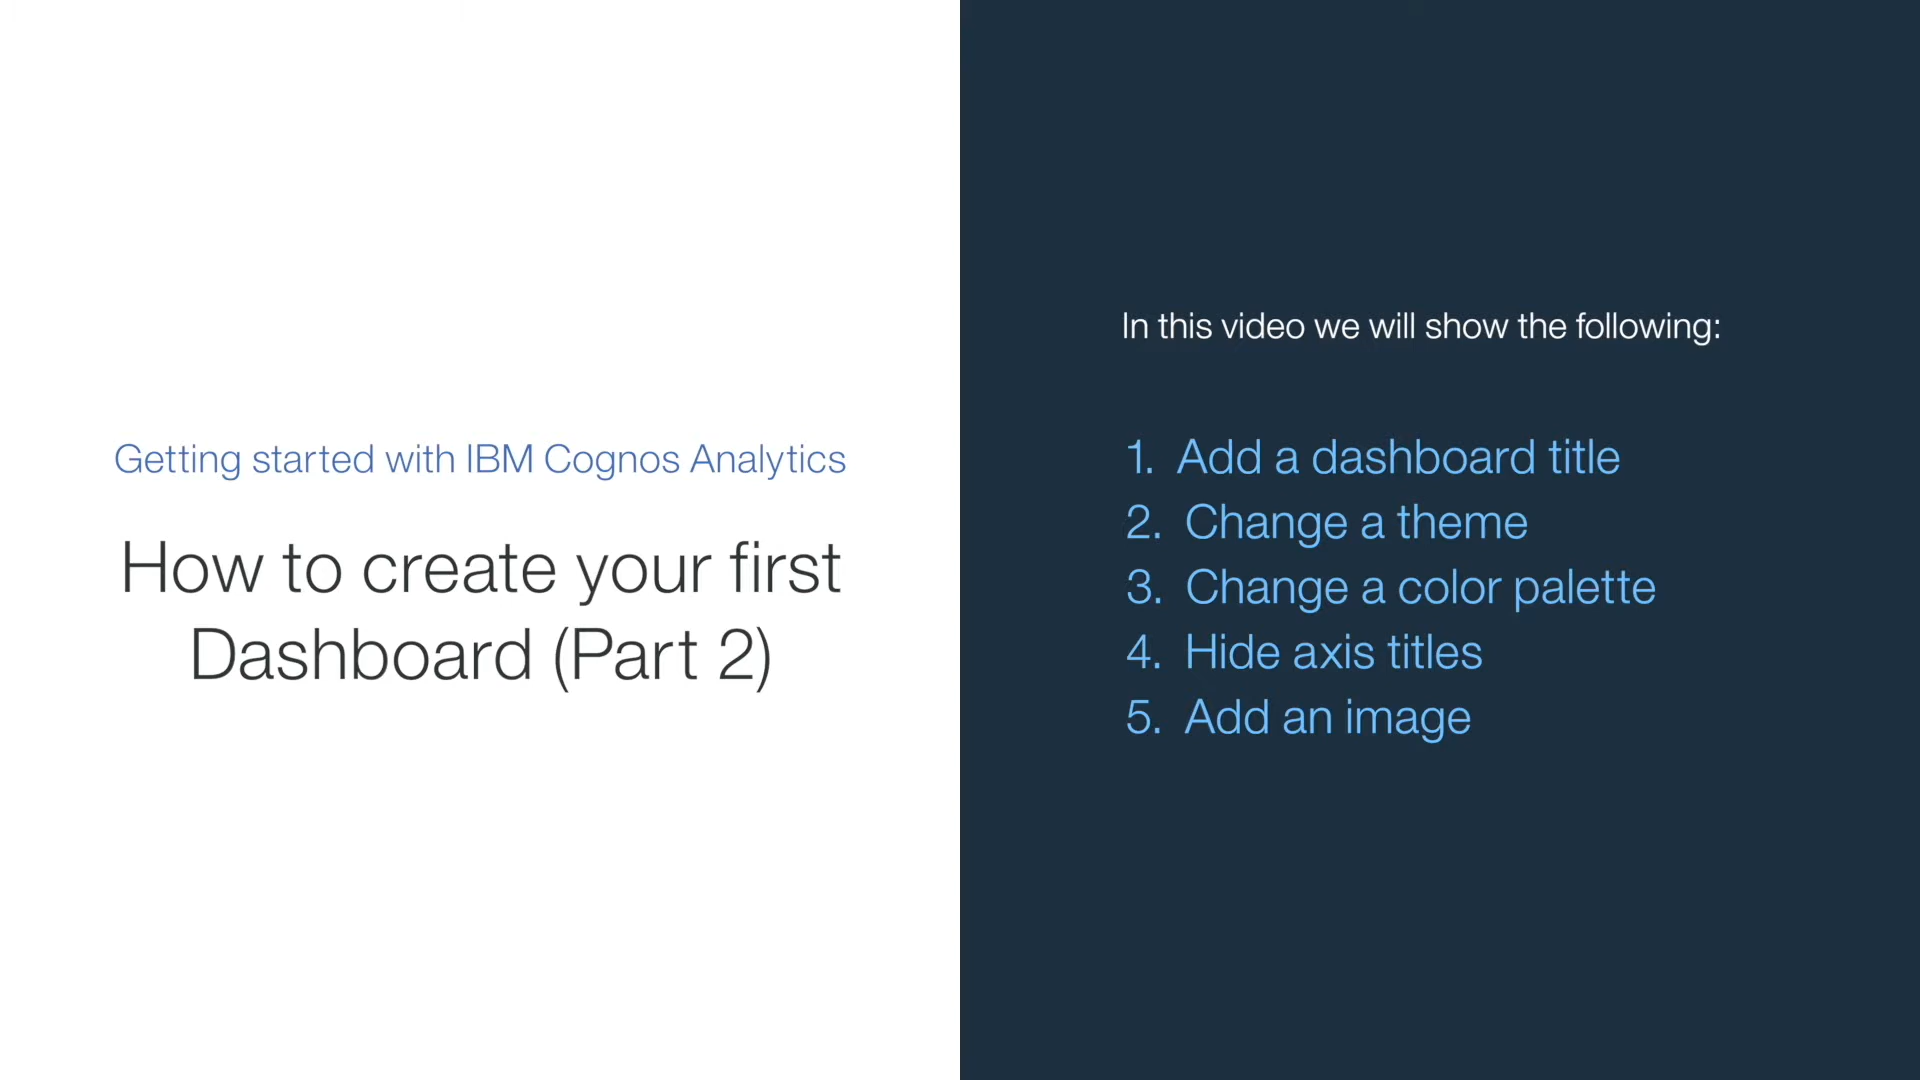 Getting started with IBM Cognos Analytics
How to create your first
Dashboard (Part 2)
In this video we will show the following:
1. Add a dashboard title
2. Change a theme
3. Change a color palette
4. Hide axis titles
5. Add an image